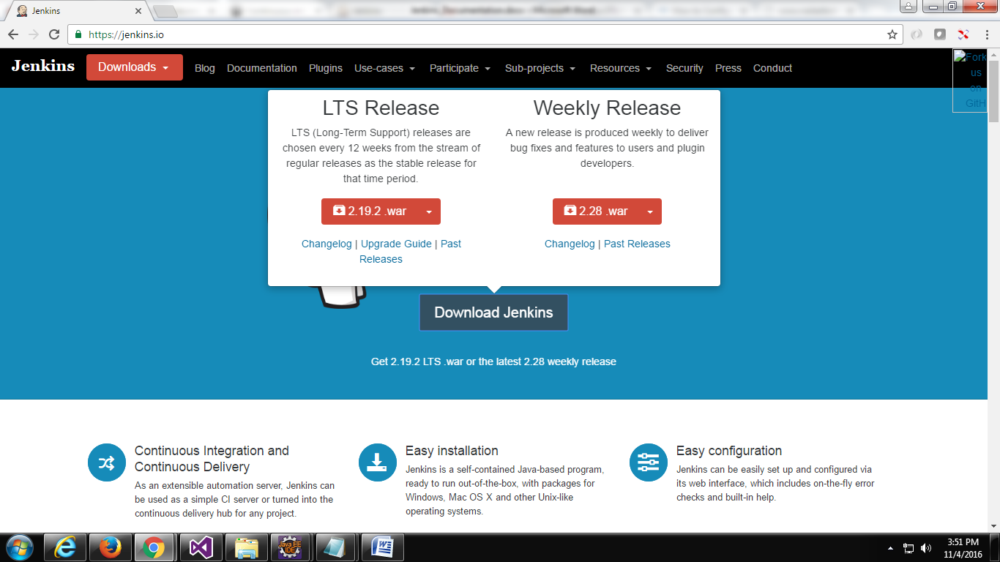 Jenkins
https://jenkins.io
Jenkins Downloads Blog Documentation Plugins Use-cases Participate Sub-projects Resources Security Press Conduct
Fork
us
on
GitH
LTS Release
LTS (Long-Term Support) releases are
chosen every 12 weeks from the stream of
regular releases as the stable release for
that time period.
2.19.2 .war
Changelog | Upgrade Guide | Past
Releases
Weekly Release
A new release is produced weekly to deliver
bug fixes and features to users and plugin
developers.
2.28 .war
Changelog | Past Releases
Download Jenkins
Get 2.19.2 LTS .war or the latest 2.28 weekly release
Continuous Integration and
Continuous Delivery
As an extensible automation server, Jenkins can
be used as a simple CI server or turned into the
continuous delivery hub for any project.
Easy installation
Jenkins is a self-contained Java-based program,
ready to run out-of-the-box, with packages for
Windows, Mac OS X and other Unix-like
operating systems.
Easy configuration
Jenkins can be easily set up and configured via
its web interface, which includes on-the-fly error
checks and built-in help.
Java EE
IDE
3:51 PM
11/4/2016